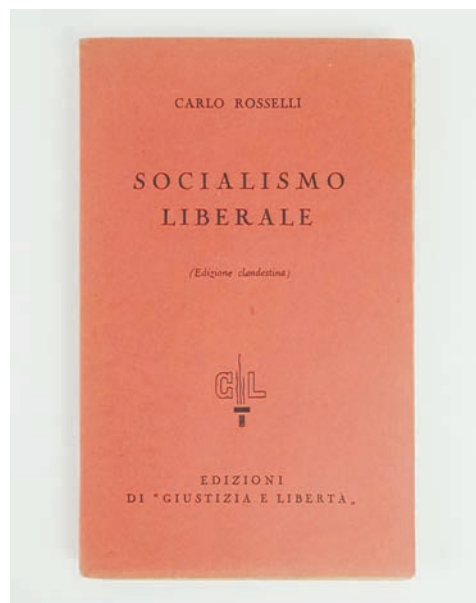 CARLO ROSSELLI
SOCIALISMO
LIBERALE
(Edizione clandestina)
GL
EDIZIONI
DI "GIUSTIZIA E LIBERTÀ„